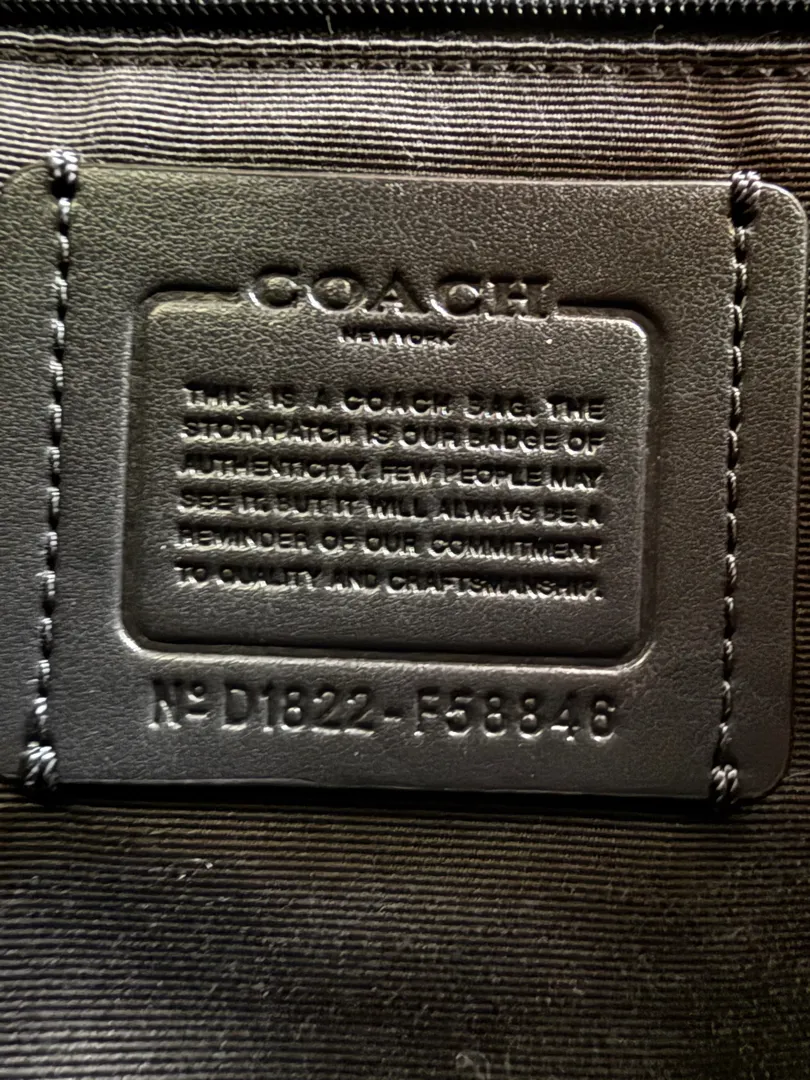 COACH
NEW YORK
THIS IS A COACH BAG. THE
STORYPATCH IS OUR BADGE OF
AUTHENTICITY. FEW PEOPLE MAY
SEE IT; BUT IT WILL ALWAYS BE A
REMINDER OF OUR COMMITMENT
TO QUALITY AND CRAFTSMANSHIP.
Nº D1822-F58846